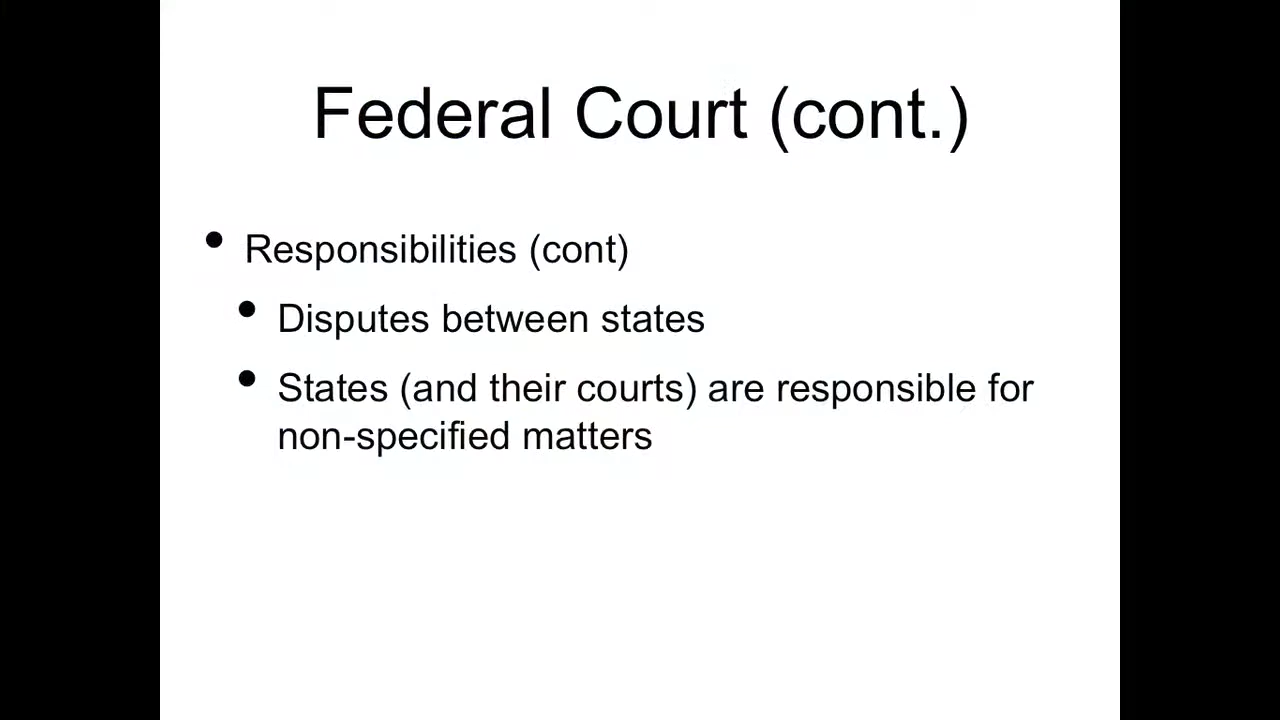 Federal Court (cont.)
• Responsibilities (cont)
• Disputes between states
• States (and their courts) are responsible for
non-specified matters